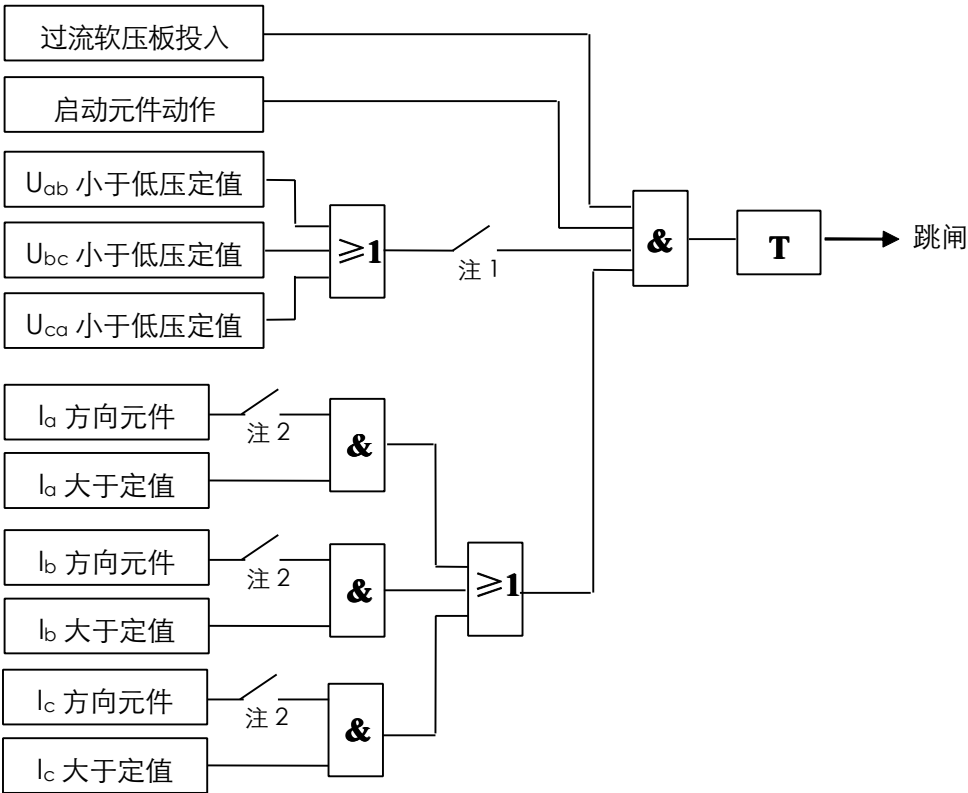 过流软压板投入
启动元件动作
Uab 小于低压定值
Ubc 小于低压定值
Uca 小于低压定值
≥1
注 1
&
T
跳闸
Ia 方向元件
注 2
Ia 大于定值
&
Ib 方向元件
注 2
Ib 大于定值
&
≥1
Ic 方向元件
注 2
Ic 大于定值
&